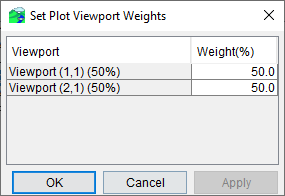 Set Plot Viewport Weights
Viewport Weight(%)
Viewport (1,1) (50%) 50.0
Viewport (2,1) (50%) 50.0
OK Cancel Apply